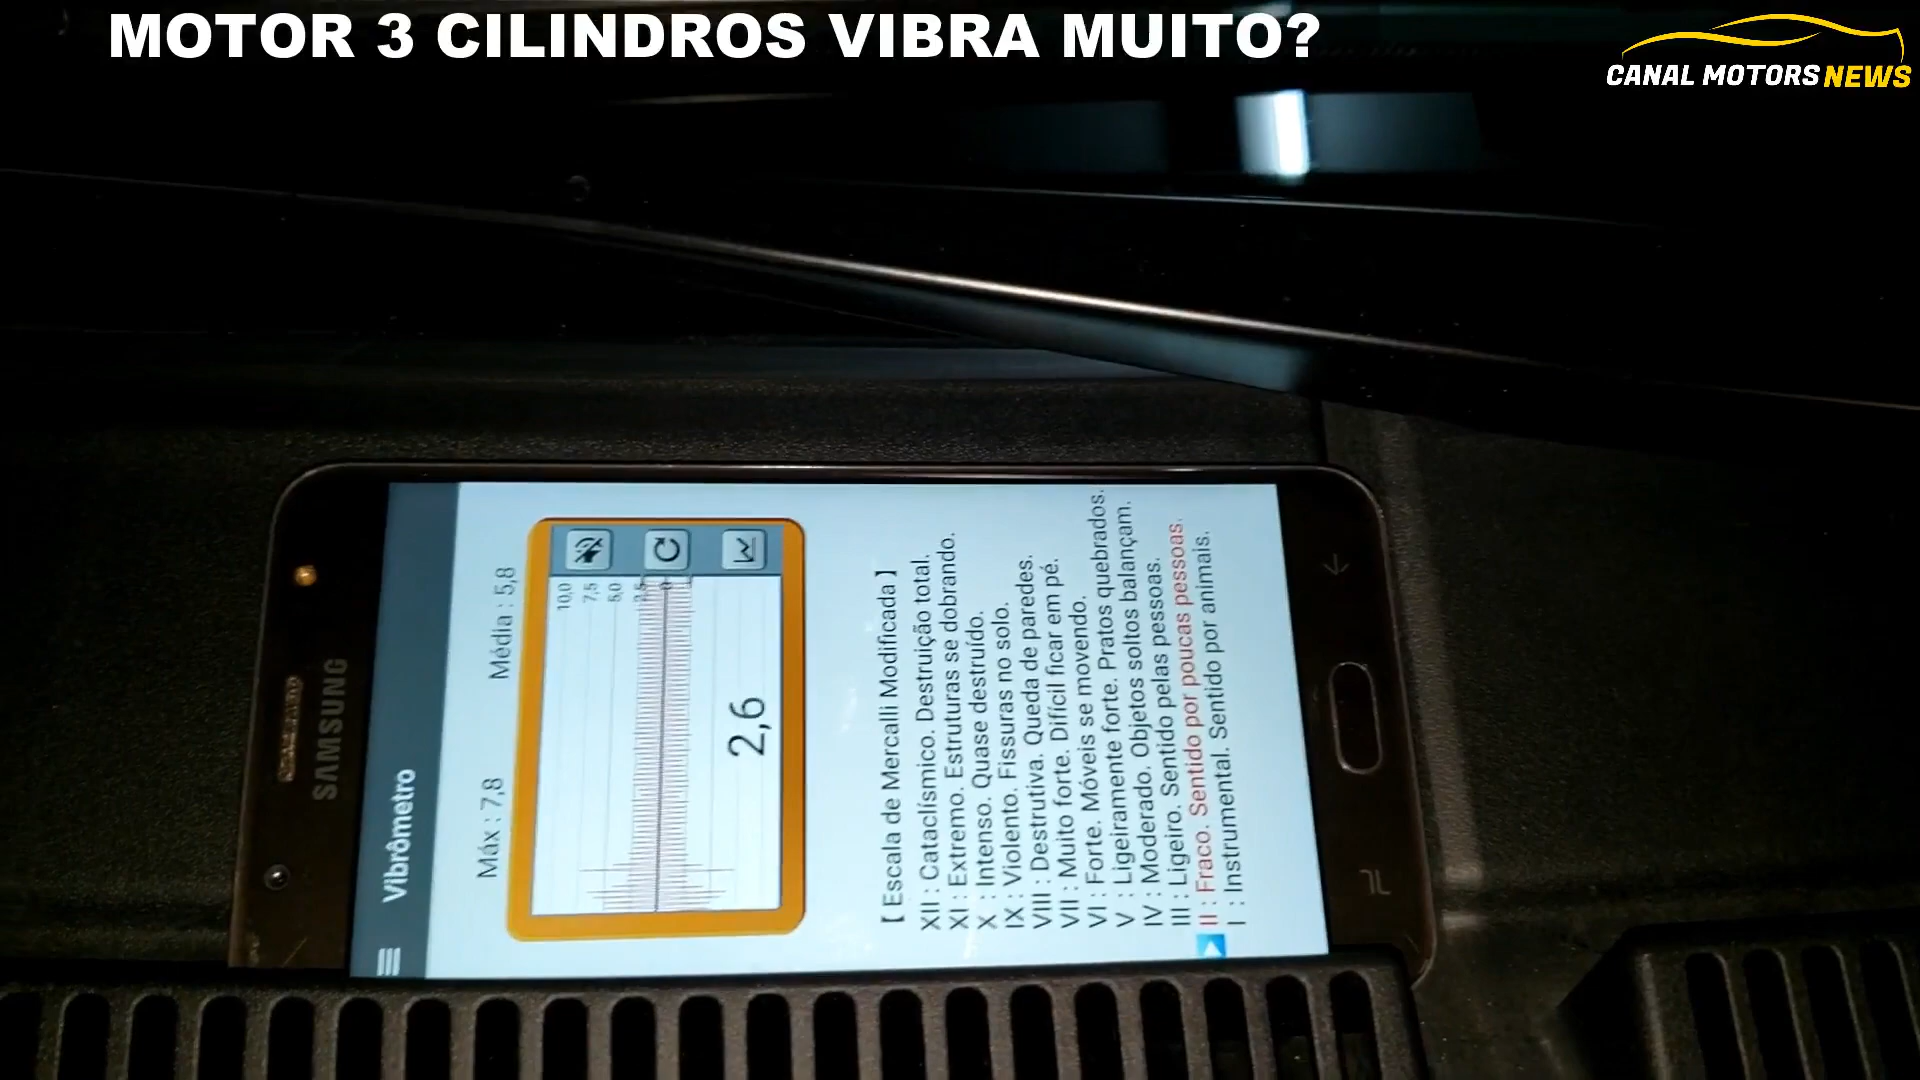 MOTOR 3 CILINDROS VIBRA MUITO?
CANAL MOTORS NEWS
SAMSUNG
Vibrômetro
Máx : 7,8 Média : 5,8
10,0
7,5
5,0
2,5
0
2,6
[ Escala de Mercalli Modificada ]
XII : Cataclísmico. Destruição total.
XI : Extremo. Estruturas se dobrando.
X : Intenso. Quase destruído.
IX : Violento. Fissuras no solo.
VIII : Destrutiva. Queda de paredes.
VII : Muito forte. Difícil ficar em pé.
VI : Forte. Móveis se movendo.
V : Ligeiramente forte. Pratos quebrados.
IV : Moderado. Objetos soltos balançam.
III : Ligeiro. Sentido pelas pessoas.
II : Fraco. Sentido por poucas pessoas.
I : Instrumental. Sentido por animais.